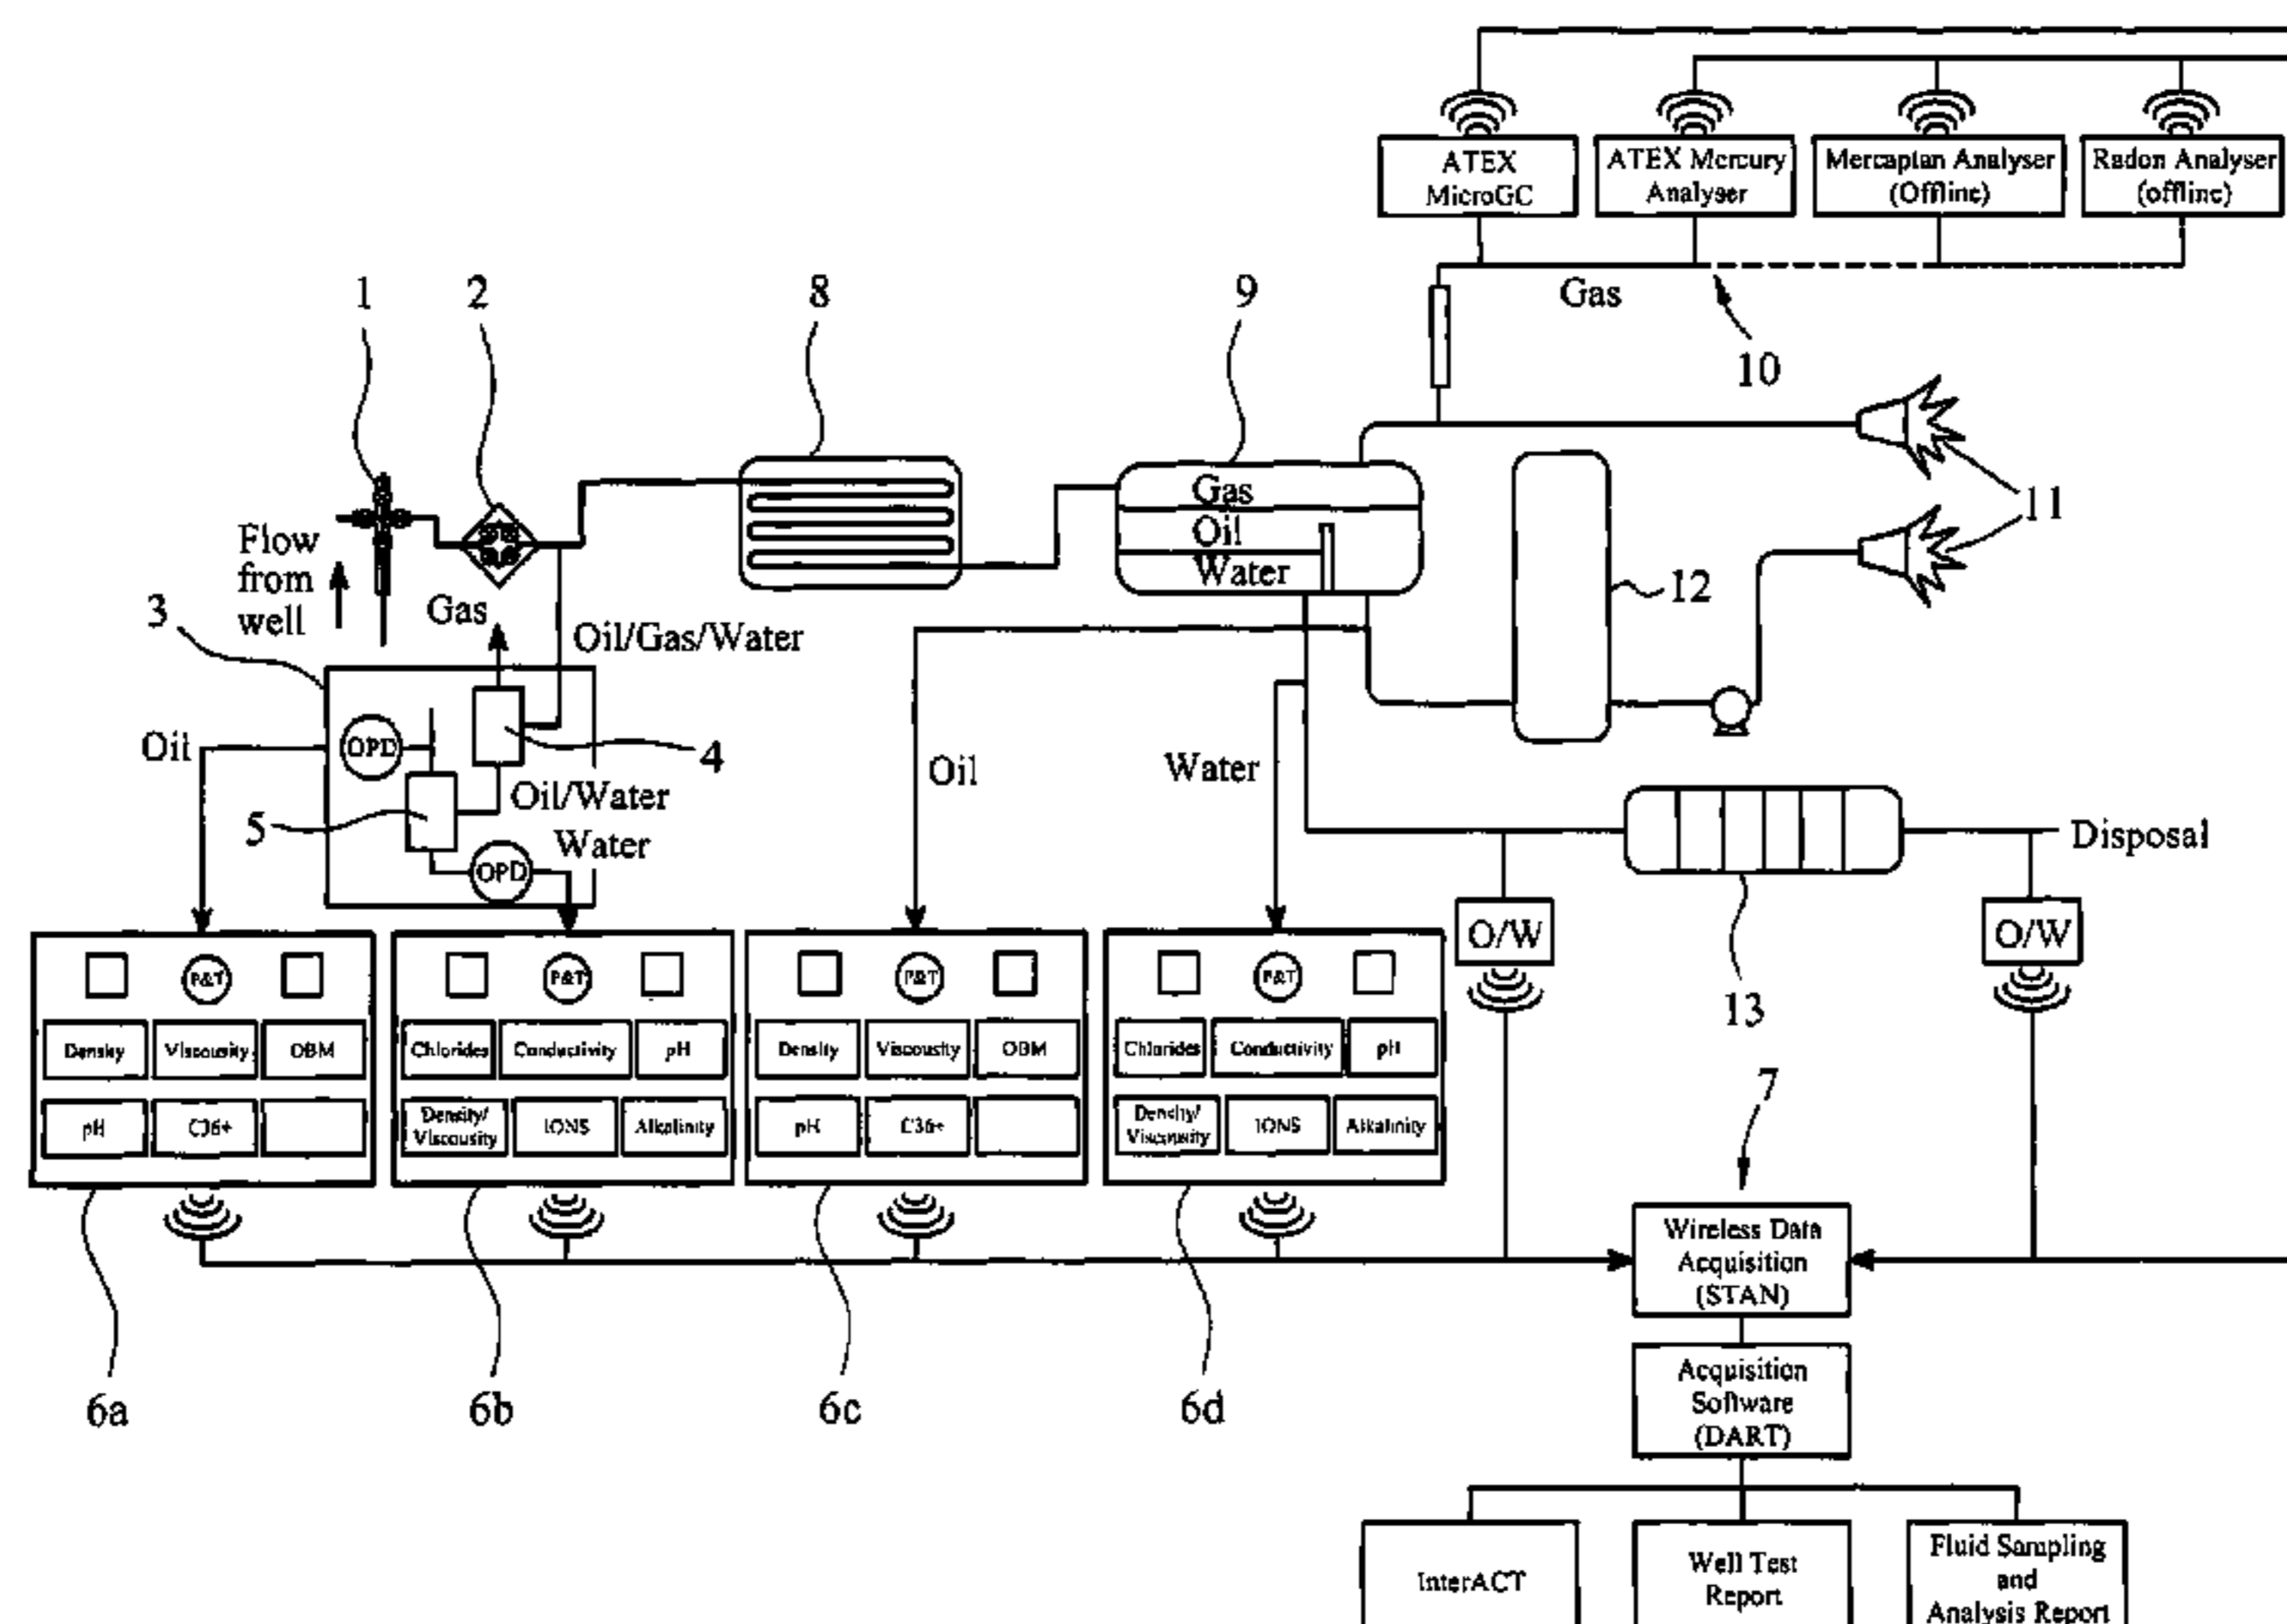 ATEX
MicroGC
ATEX Mercury
Analyser
Mercaptan Analyser
(Offline)
Radon Analyser
(offline)
Gas
10
1
2
8
9
11
12
Flow
from
well
Gas
Oil
Water
Gas
3
Oil/Gas/Water
Oil
OPD
4
Oil/Water
5
Water
OPD
Oil
Water
Disposal
O/W
O/W
13
P&T
Density
Viscousity
OBM
pH
C36+
P&T
Chlorides
Conductivity
pH
Density/
Viscousity
IONS
Alkalinity
P&T
Density
Viscousity
OBM
pH
C36+
P&T
Chlorides
Conductivity
pH
Density/
Viscousity
IONS
Alkalinity
7
Wireless Data
Acquisition
(STAN)
Acquisition
Software
(DART)
6a
6b
6c
6d
InterACT
Well Test
Report
Fluid Sampling
and
Analysis Report